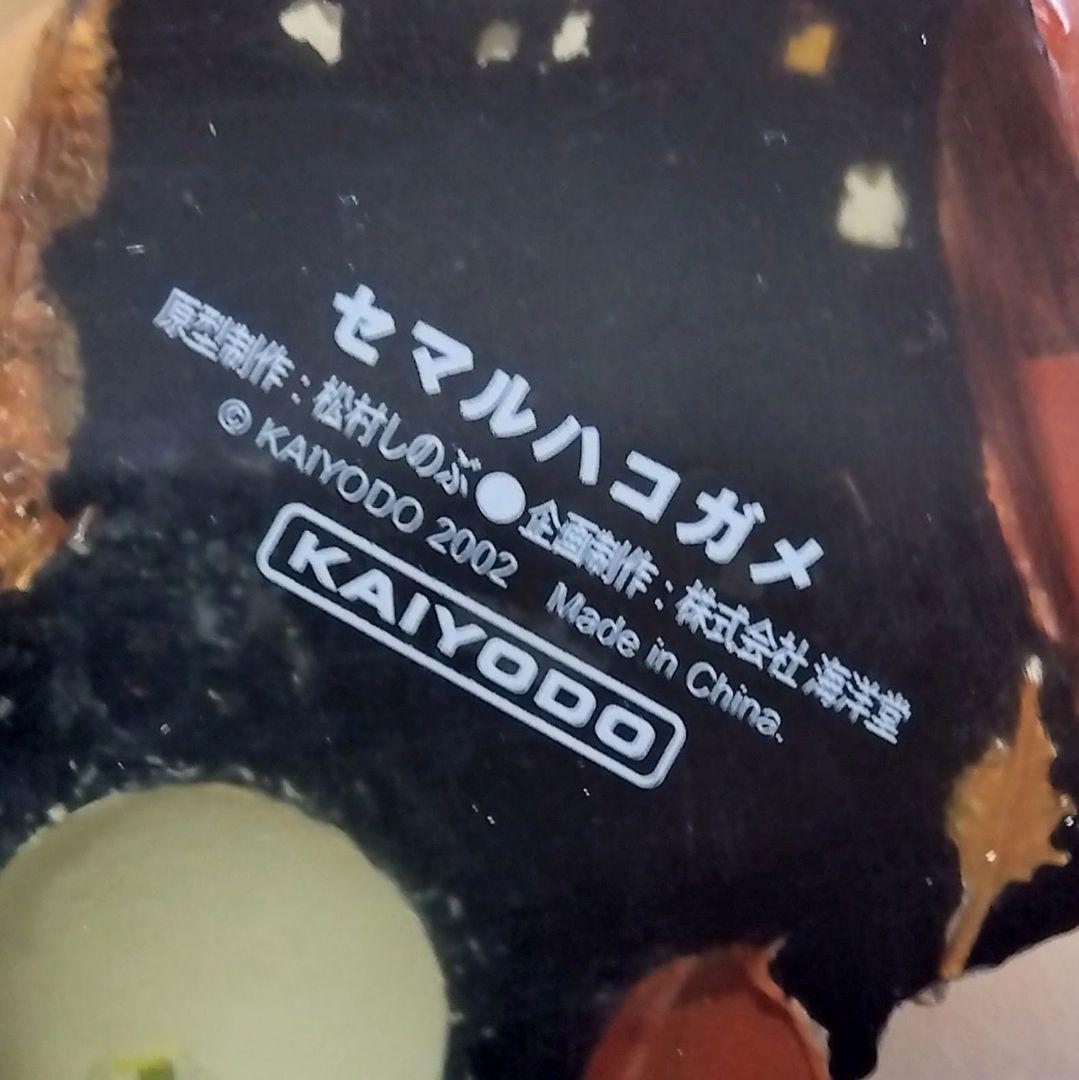 セマルハコガメ
原型制作：松村しのぶ●企画制作：株式会社 海洋堂
© KAIYODO 2002 Made in China.
KAIYODO